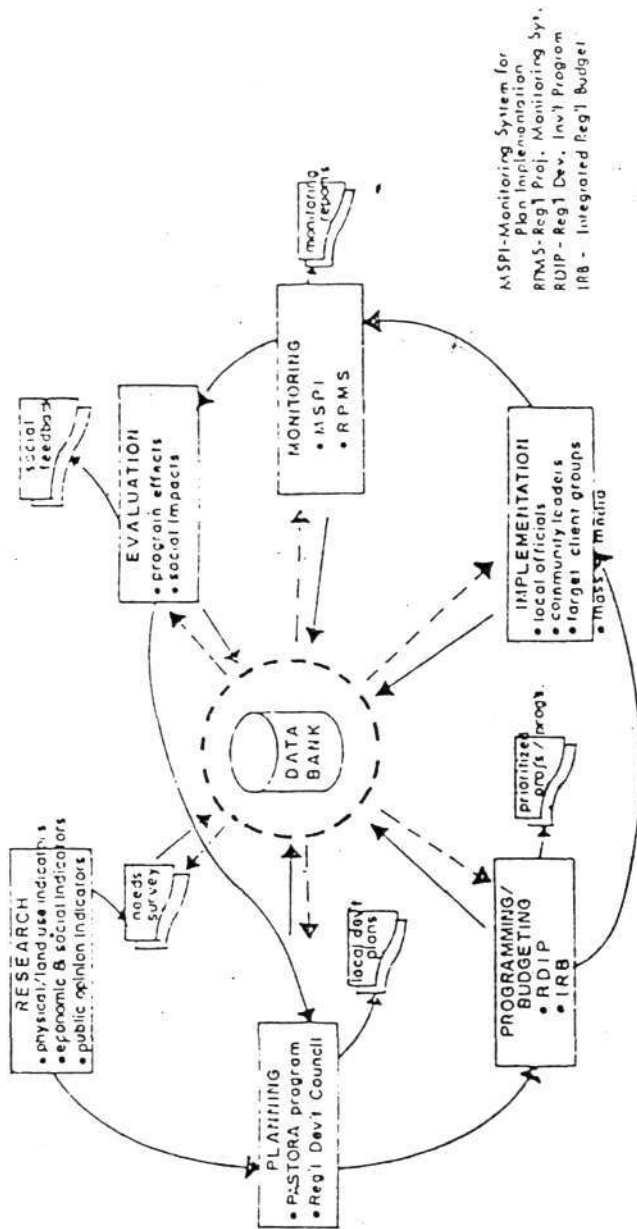 RESEARCH
• physical/land use indicators
• economic & social indicators
• public opinion indicators
needs
survey
EVALUATION
• program effects
• social impacts
social
feedback
PLANNING
• PASTORA program
• Reg'l Dev't Council
local dev't
plans
DATA
BANK
MONITORING
• MSPI
• RPMS
monitoring
reports
PROGRAMMING/
BUDGETING
• RDIP
• IRB
prioritized
projs / progs.
IMPLEMENTATION
• local officials
• community leaders
• target client groups
• mass media
MSPI-Monitoring System for
Plan Implementation
RPMS-Reg'l Proj. Monitoring Sys.
RDIP - Reg'l Dev. Inv't Program
IRB - Integrated Reg'l Budget